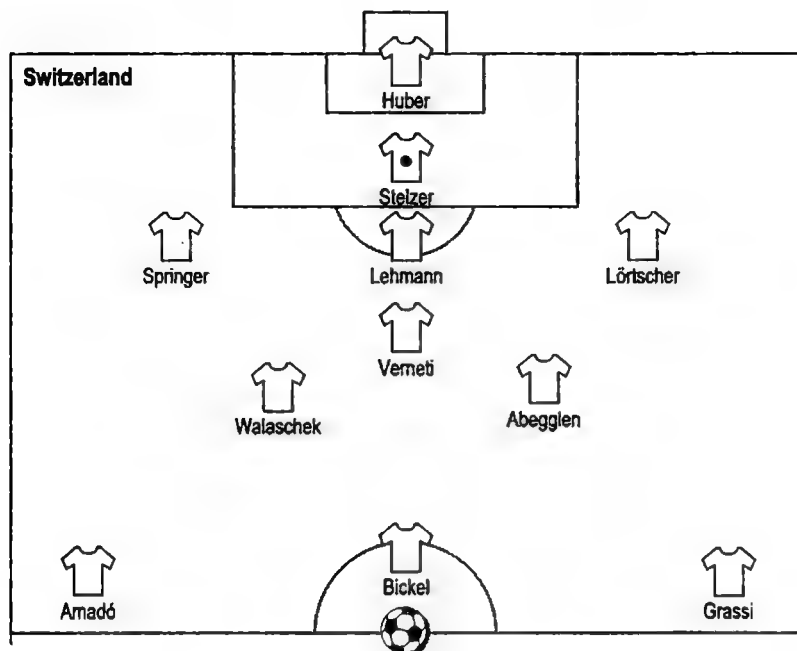 Switzerland
Huber
Stelzer
Springer
Lehmann
Lörtscher
Verneti
Walaschek
Abegglen
Amadó
Bickel
Grassi